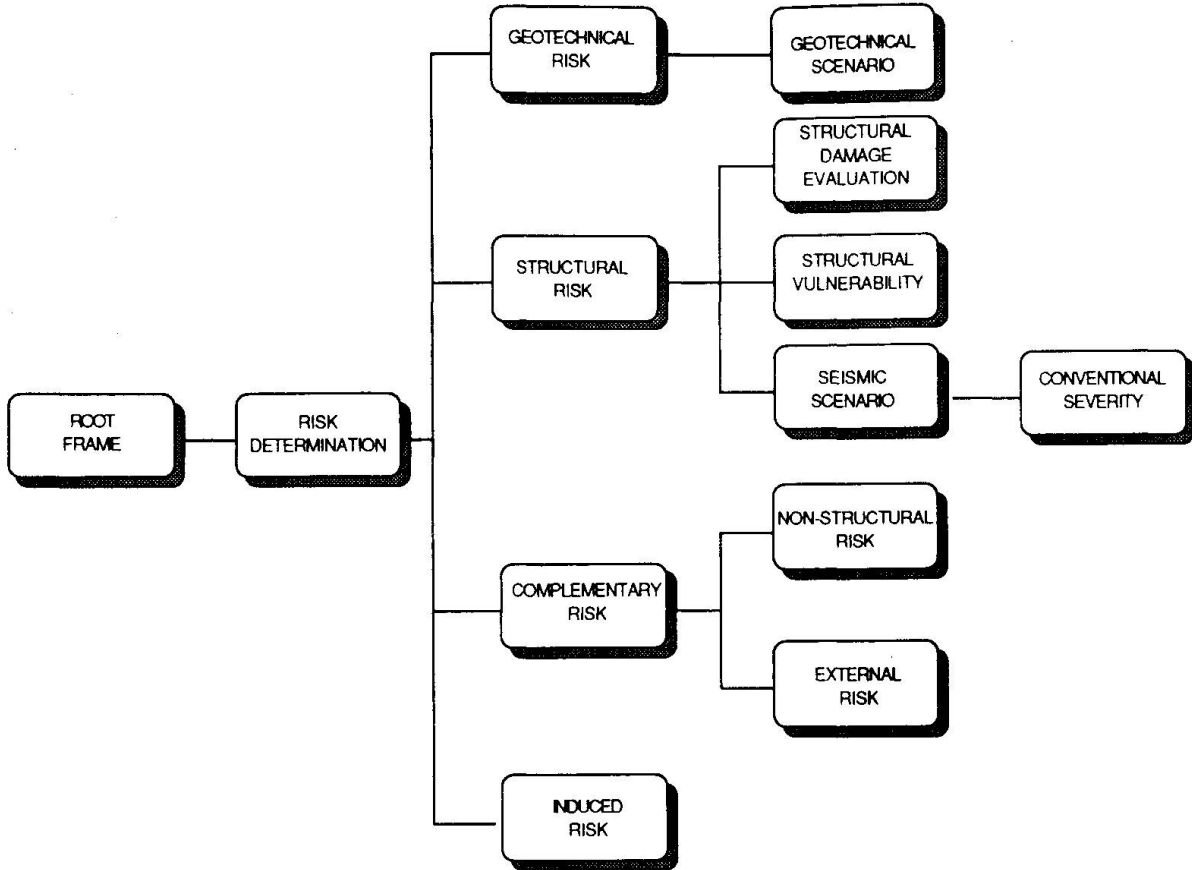 GEOTECHNICAL
RISK
GEOTECHNICAL
SCENARIO
STRUCTURAL
DAMAGE
EVALUATION
STRUCTURAL
RISK
STRUCTURAL
VULNERABILITY
SEISMIC
SCENARIO
CONVENTIONAL
SEVERITY
ROOT
FRAME
RISK
DETERMINATION
NON-STRUCTURAL
RISK
COMPLEMENTARY
RISK
EXTERNAL
RISK
INDUCED
RISK